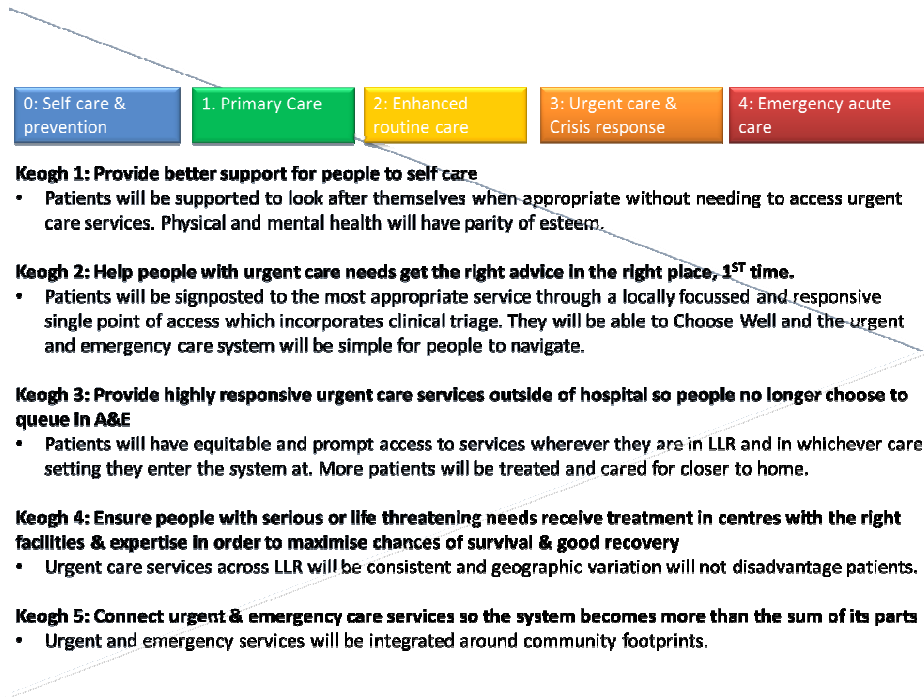 0: Self care &
prevention
1. Primary Care
2: Enhanced
routine care
3: Urgent care &
Crisis response
4: Emergency acute
care
Keogh 1: Provide better support for people to self care
• Patients will be supported to look after themselves when appropriate without needing to access urgent
care services. Physical and mental health will have parity of esteem.
Keogh 2: Help people with urgent care needs get the right advice in the right place, 1ST time.
• Patients will be signposted to the most appropriate service through a locally focussed and responsive
single point of access which incorporates clinical triage. They will be able to Choose Well and the urgent
and emergency care system will be simple for people to navigate.
Keogh 3: Provide highly responsive urgent care services outside of hospital so people no longer choose to
queue in A&E
• Patients will have equitable and prompt access to services wherever they are in LLR and in whichever care
setting they enter the system at. More patients will be treated and cared for closer to home.
Keogh 4: Ensure people with serious or life threatening needs receive treatment in centres with the right
facilities & expertise in order to maximise chances of survival & good recovery
• Urgent care services across LLR will be consistent and geographic variation will not disadvantage patients.
Keogh 5: Connect urgent & emergency care services so the system becomes more than the sum of its parts
• Urgent and emergency services will be integrated around community footprints.